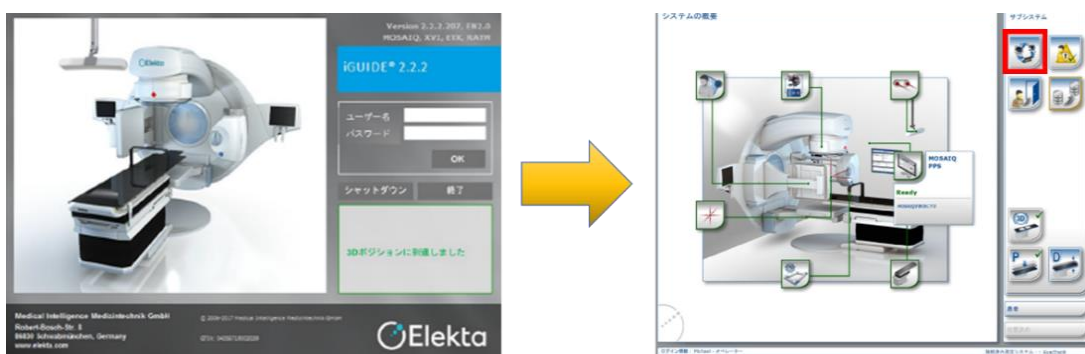 Version 2.2.2.207, EN2.0
MOSAIQ, XVI, ETX, RATM
Elekta
iGUIDE® 2.2.2
ユーザー名
パスワード
OK
シャットダウン
終了
3Dポジションに到達しました
Medical Intelligence Medizintechnik GmbH
Robert-Bosch-Str. 8
86830 Schwabmünchen, Germany
www.elekta.com
Elekta
システムの概要
サブシステム
MOSAIQ
PPS
Ready
3D
P
D